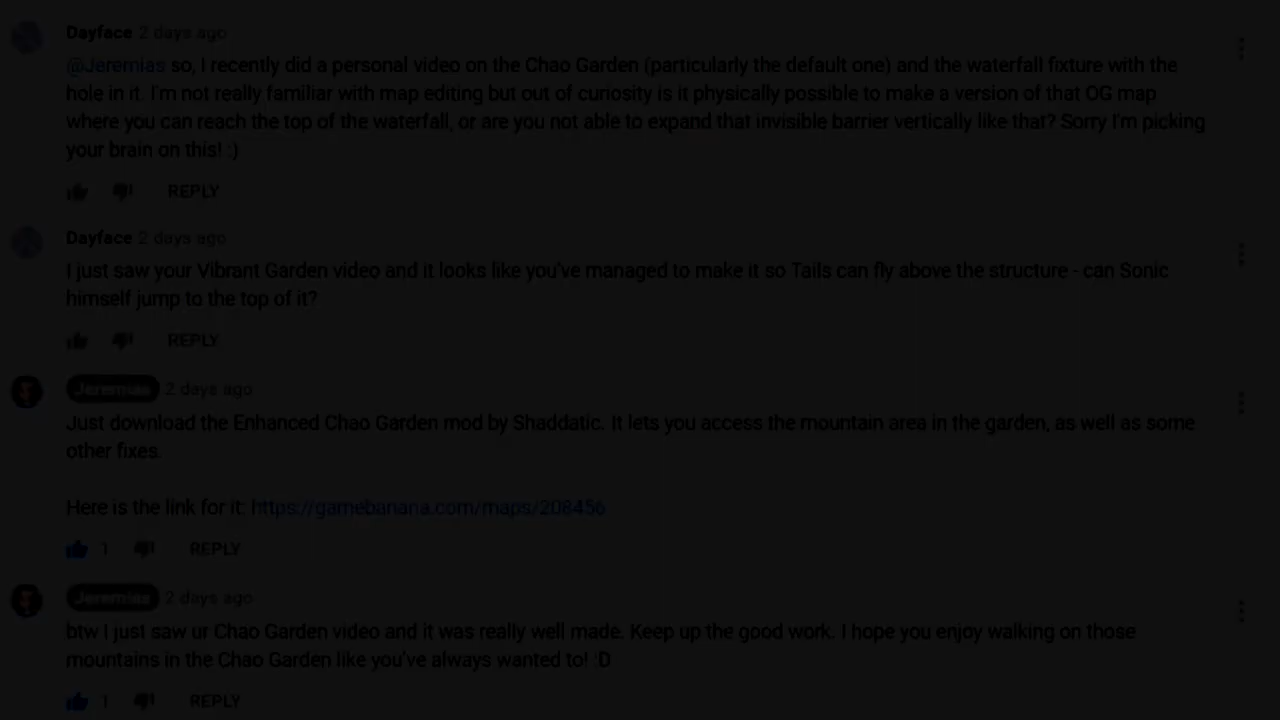 Dayface 2 days ago
@Jeremias so, I recently did a personal video on the Chao Garden (particularly the default one) and the waterfall fixture with the
hole in it. I'm not really familiar with map editing but out of curiosity is it physically possible to make a version of that OG map
where you can reach the top of the waterfall, or are you not able to expand that invisible barrier vertically like that? Sorry I'm picking
your brain on this! :)
REPLY
Dayface 2 days ago
I just saw your Vibrant Garden video and it looks like you've managed to make it so Tails can fly above the structure - can Sonic
himself jump to the top of it?
REPLY
Jeremias 2 days ago
Just download the Enhanced Chao Garden mod by Shaddatic. It lets you access the mountain area in the garden, as well as some
other fixes.
Here is the link for it: https://gamebanana.com/maps/208456
1 REPLY
Jeremias 2 days ago
btw I just saw ur Chao Garden video and it was really well made. Keep up the good work. I hope you enjoy walking on those
mountains in the Chao Garden like you've always wanted to! :D
1 REPLY